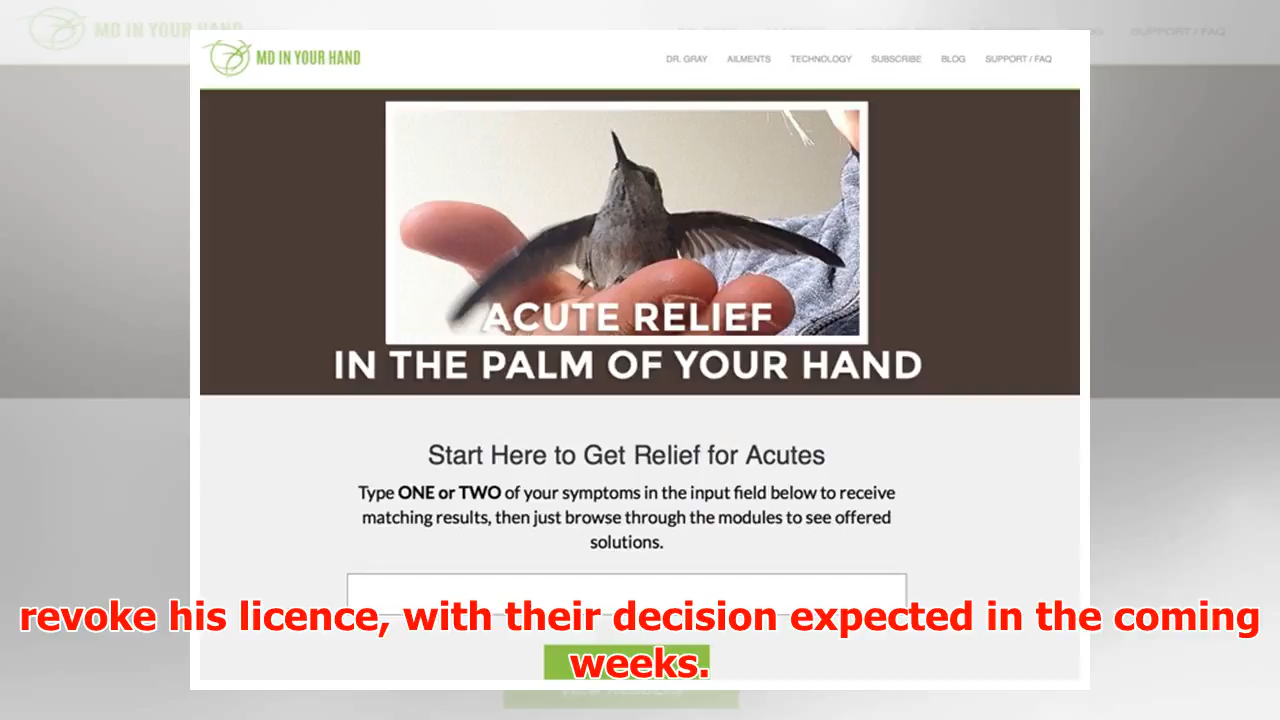 MD IN YOUR HAND
DR. GRAY AILMENTS TECHNOLOGY SUBSCRIBE BLOG SUPPORT / FAQ
ACUTE RELIEF
IN THE PALM OF YOUR HAND
Start Here to Get Relief for Acutes
Type ONE or TWO of your symptoms in the input field below to receive
matching results, then just browse through the modules to see offered
solutions.
revoke his licence, with their decision expected in the coming
weeks.